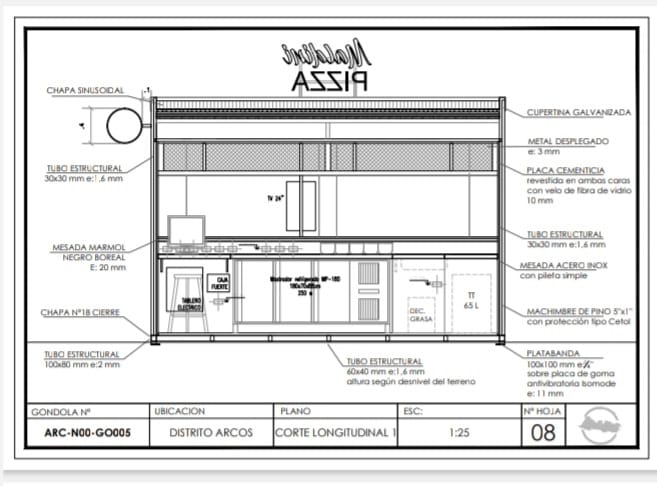 Maldini
PIZZA
CHAPA SINUSOIDAL
.1
.4
TUBO ESTRUCTURAL
30x30 mm e:1,6 mm
MESADA MARMOL
NEGRO BOREAL
E: 20 mm
CHAPA N°18 CIERRE
TUBO ESTRUCTURAL
100x80 mm e:2 mm
TV 24"
CAJA
FUERTE
TABLERO
ELECTRICO
Mostrador refrigerado MF-180
DEC.
GRASA
TT
65 L
CUPERTINA GALVANIZADA
METAL DESPLEGADO
e: 3 mm
PLACA CEMENTICIA
revestida en ambas caras
con velo de fibra de vidrio
10 mm
TUBO ESTRUCTURAL
30x30 mm e:1,6 mm
MESADA ACERO INOX
con pileta simple
MACHIMBRE DE PINO 5"x1"
con protección tipo Cetol
PLATABANDA
100x100 mm
sobre placa de goma
antivibratoria Isomode
e: 11 mm
TUBO ESTRUCTURAL
60x40 mm e:1,6 mm
altura según desnivel del terreno
GONDOLA N° UBICACION PLANO ESC: N° HOJA
ARC-N00-GO005 DISTRITO ARCOS CORTE LONGITUDINAL 1 1:25 08